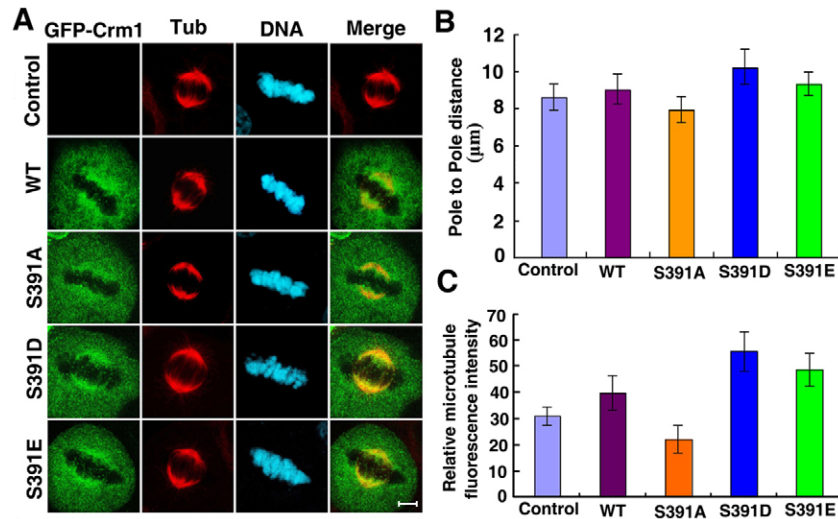 A
GFP-Crm1 Tub DNA Merge
Control
WT
S391A
S391D
S391E
B
Pole to Pole distance
(μm)
12
10
8
6
4
2
0
Control WT S391A S391D S391E
C
Relative microtubule
fluorescence intensity
70
60
50
40
30
20
10
0
Control WT S391A S391D S391E